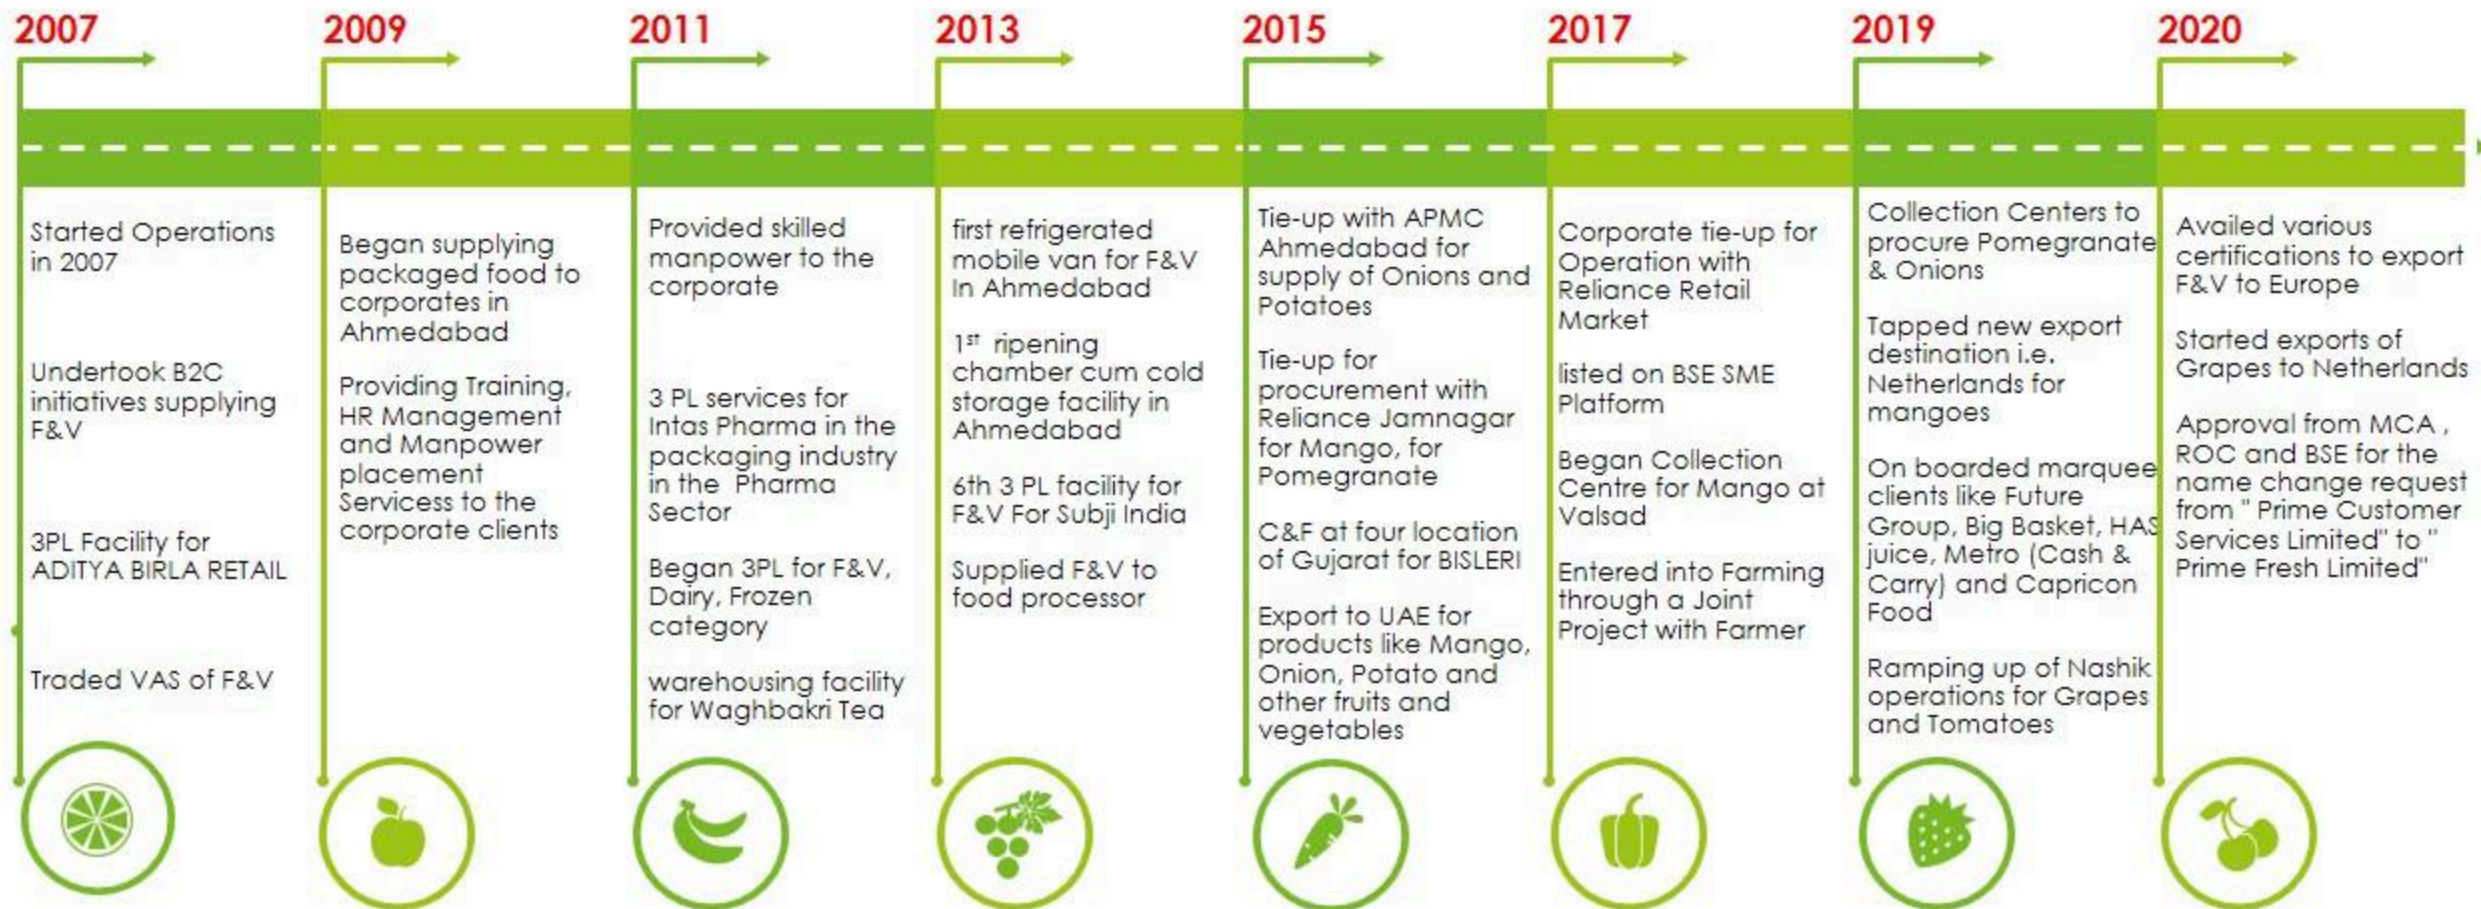 2007
Started Operations
in 2007
Undertook B2C
initiatives supplying
F&V
3PL Facility for
ADITYA BIRLA RETAIL
Traded VAS of F&V
2009
Began supplying
packaged food to
corporates in
Ahmedabad
Providing Training,
HR Management
and Manpower
placement
Servicess to the
corporate clients
2011
Provided skilled
manpower to the
corporate
3 PL services for
Intas Pharma in the
packaging industry
in the Pharma
Sector
Began 3PL for F&V,
Dairy, Frozen
category
warehousing facility
for Waghbakri Tea
2013
first refrigerated
mobile van for F&V
In Ahmedabad
1st ripening
chamber cum cold
storage facility in
Ahmedabad
6th 3 PL facility for
F&V For Subji India
Supplied F&V to
food processor
2015
Tie-up with APMC
Ahmedabad for
supply of Onions and
Potatoes
Tie-up for
procurement with
Reliance Jamnagar
for Mango, for
Pomegranate
C&F at four location
of Gujarat for BISLERI
Export to UAE for
products like Mango,
Onion, Potato and
other fruits and
vegetables
2017
Corporate tie-up for
Operation with
Reliance Retail
Market
listed on BSE SME
Platform
Began Collection
Centre for Mango at
Valsad
Entered into Farming
through a Joint
Project with Farmer
2019
Collection Centers to
procure Pomegranate
& Onions
Tapped new export
destination i.e.
Netherlands for
mangoes
On boarded marquee
clients like Future
Group, Big Basket, HAS
juice, Metro (Cash &
Carry) and Capricon
Food
Ramping up of Nashik
operations for Grapes
and Tomatoes
2020
Availed various
certifications to export
F&V to Europe
Started exports of
Grapes to Netherlands
Approval from MCA ,
ROC and BSE for the
name change request
from " Prime Customer
Services Limited" to "
Prime Fresh Limited"